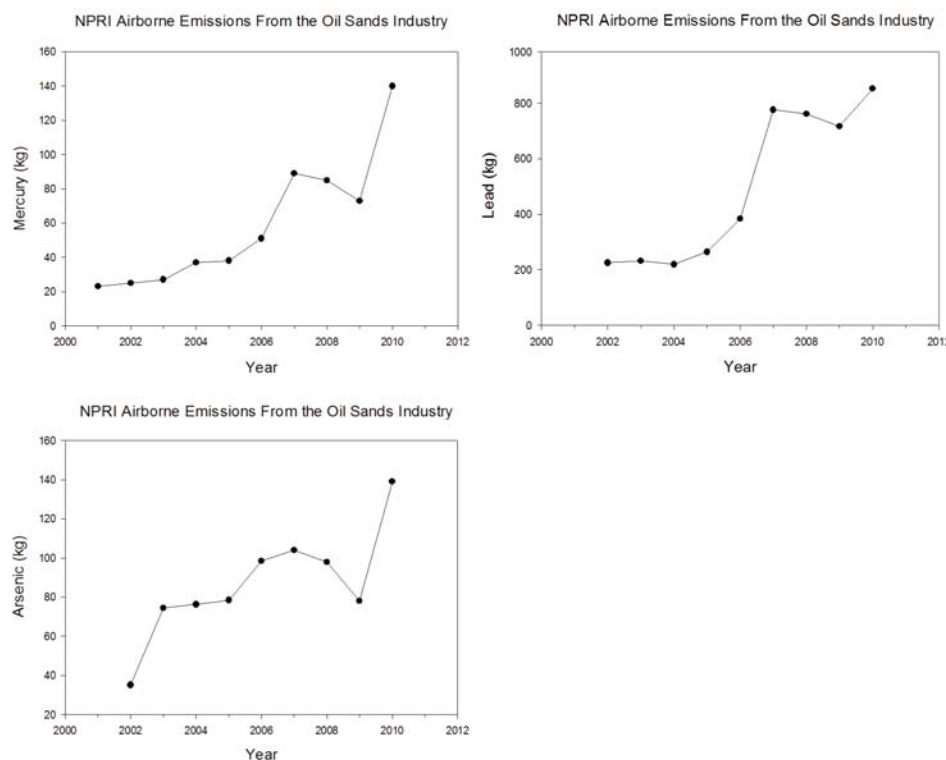 NPRI Airborne Emissions From the Oil Sands Industry
160
140
120
100
80
60
40
20
0
Mercury (kg)
2000 2002 2004 2006 2008 2010 2012
Year
NPRI Airborne Emissions From the Oil Sands Industry
1000
800
600
400
200
0
Lead (kg)
2000 2002 2004 2006 2008 2010 2012
Year
NPRI Airborne Emissions From the Oil Sands Industry
160
140
120
100
80
60
40
20
Arsenic (kg)
2000 2002 2004 2006 2008 2010 2012
Year